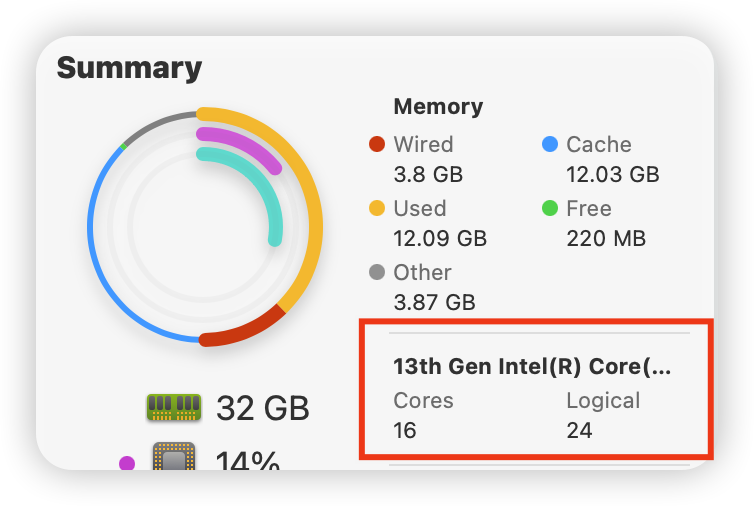 Summary
Memory
Wired
3.8 GB
Cache
12.03 GB
Used
12.09 GB
Free
220 MB
Other
3.87 GB
13th Gen Intel(R) Core(...
Cores
16
Logical
24
32 GB
14%